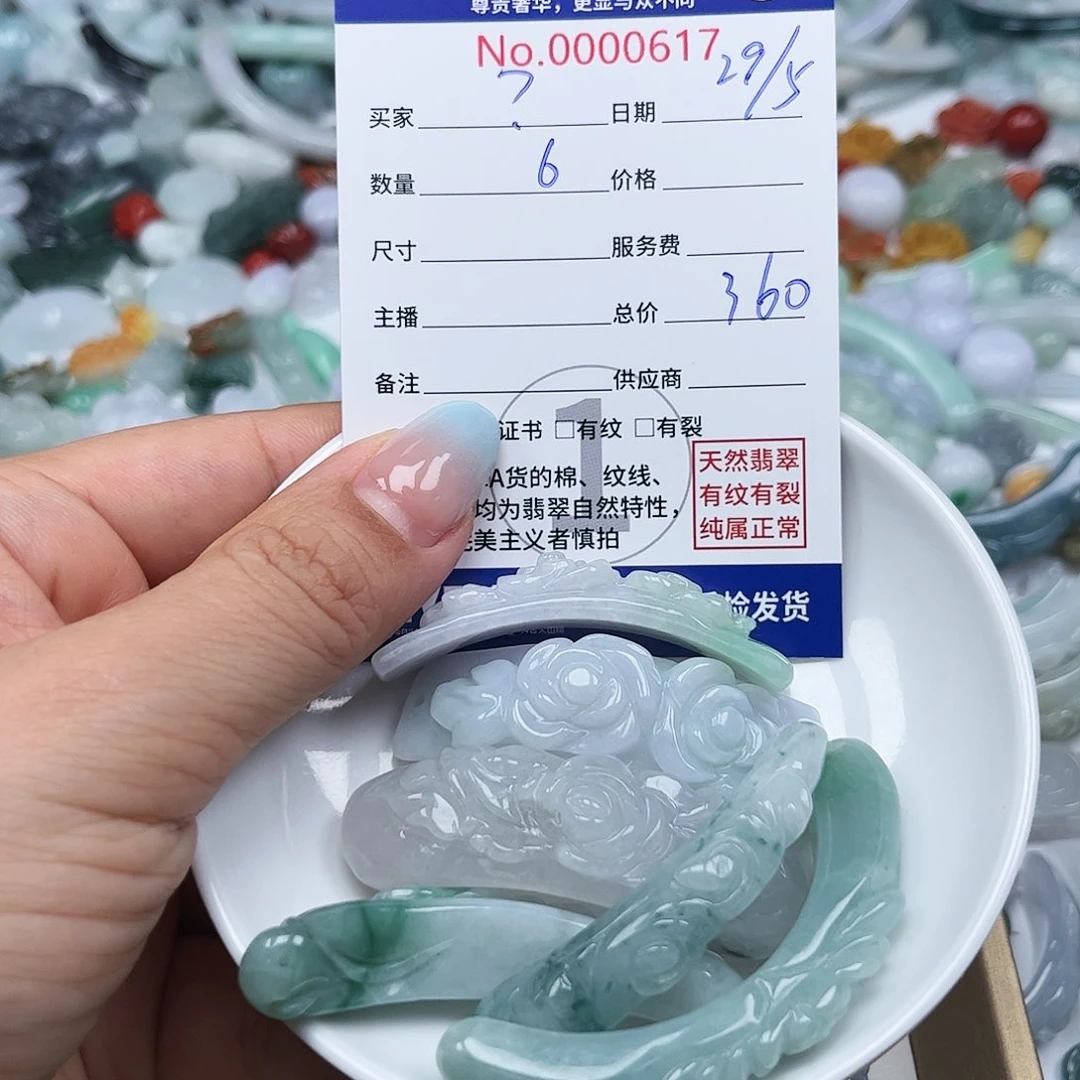 尊贵奢华，更显与众不同
No.0000617
买家 ? 日期 29/5
数量 6 价格
尺寸 服务费
主播 总价 360
备注 供应商
证书 □有纹 □有裂
A货的棉、纹线、
均为翡翠自然特性，
美主义者慎拍
天然翡翠
有纹有裂
纯属正常
检发货